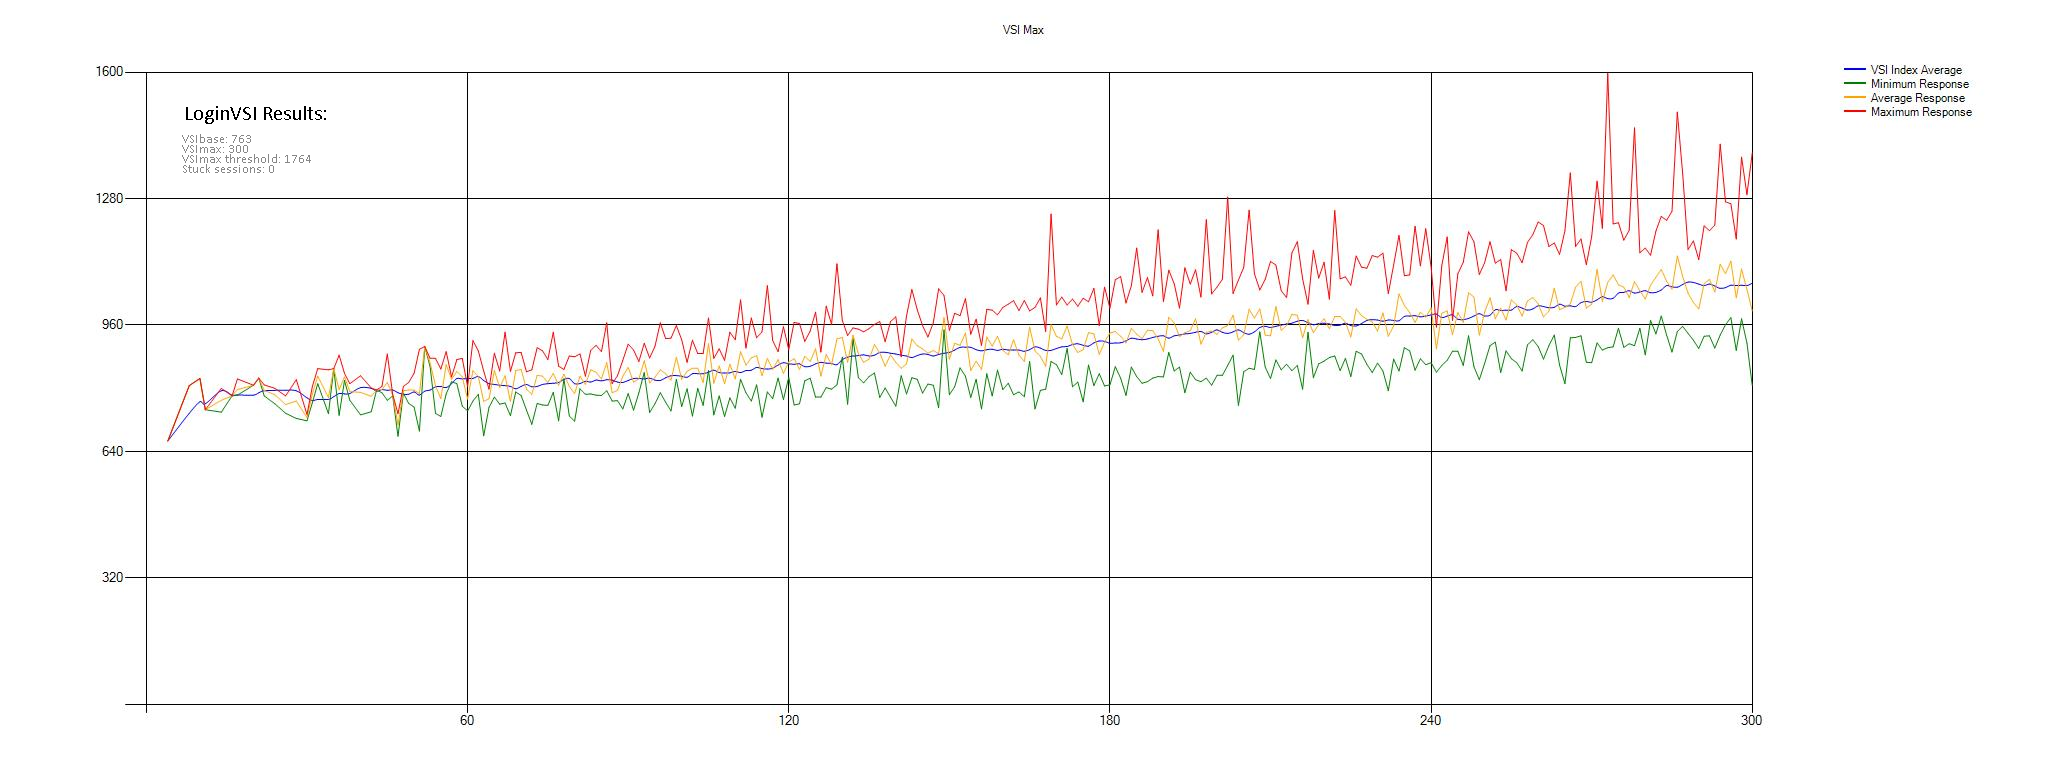 VSI Max
1600
1280
960
640
320
60
120
180
240
300
LoginVSI Results:
VSIbase: 763
VSImax: 300
VSImax threshold: 1764
Stuck sessions: 0
VSI Index Average
Minimum Response
Average Response
Maximum Response